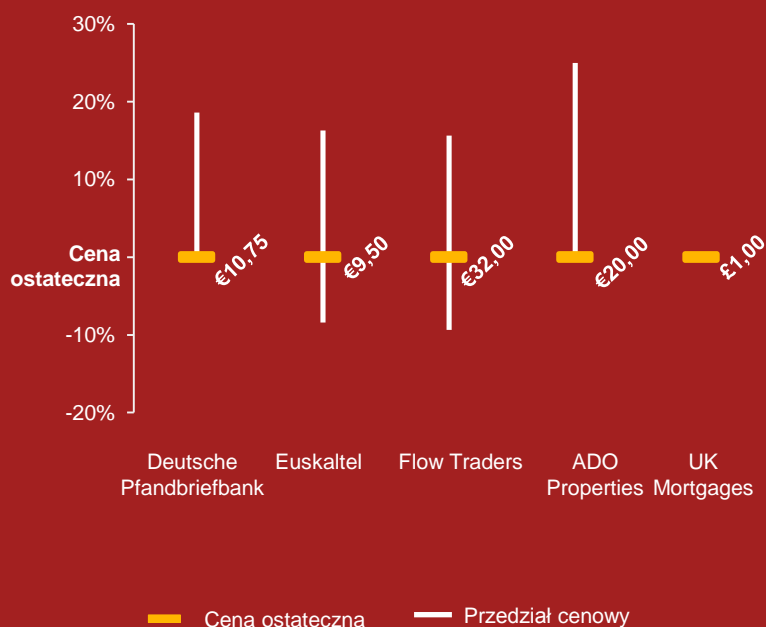 30%
20%
10%
Cena
ostateczna
-10%
-20%
€10,75
€9,50
€32,00
€20,00
£1,00
Deutsche
Pfandbriefbank
Euskaltel
Flow Traders
ADO
Properties
UK
Mortgages
Cena ostateczna
Przedział cenowy